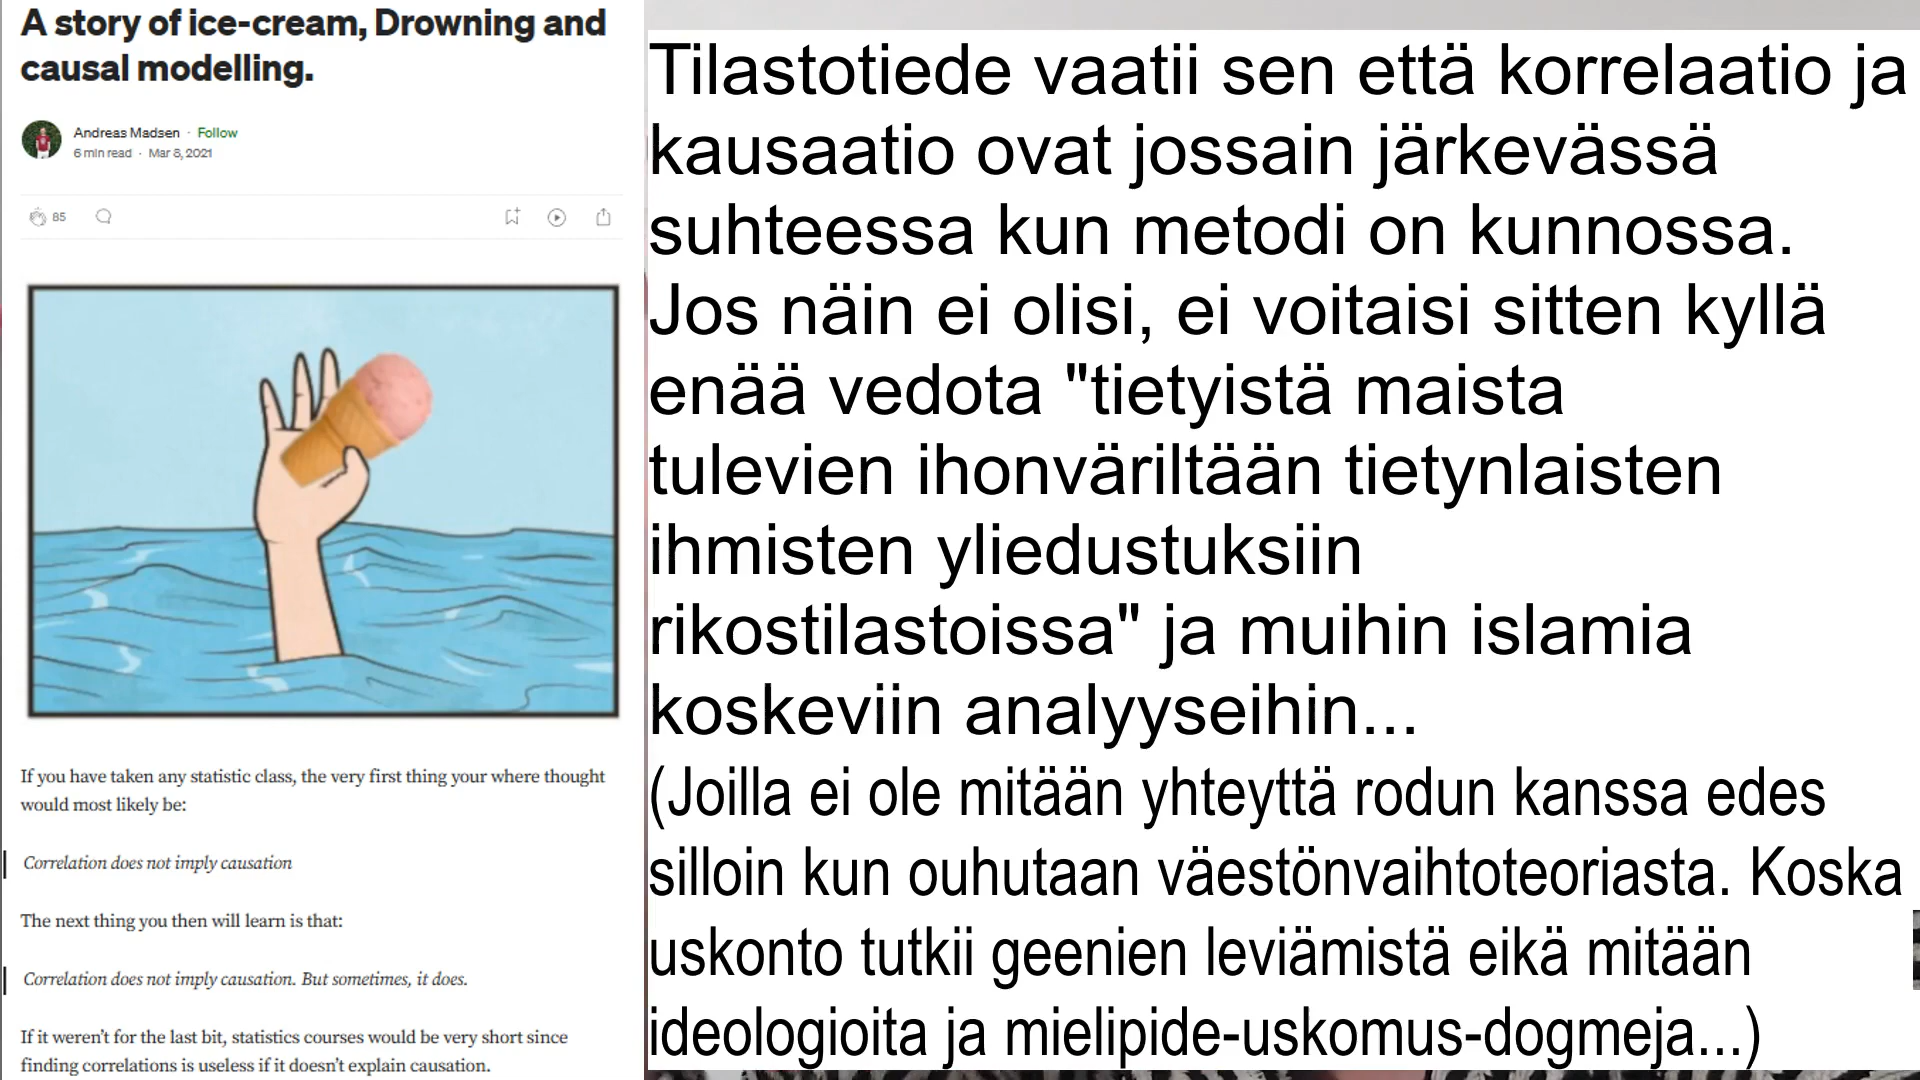 A story of ice-cream, Drowning and
causal modelling.
Andreas Madsen · Follow
6 min read · Mar 8, 2021
85
If you have taken any statistic class, the very first thing your where thought
would most likely be:
Correlation does not imply causation
The next thing you then will learn is that:
Correlation does not imply causation. But sometimes, it does.
If it weren't for the last bit, statistics courses would be very short since
finding correlations is useless if it doesn't explain causation.
Tilastotiede vaatii sen että korrelaatio ja
kausaatio ovat jossain järkevässä
suhteessa kun metodi on kunnossa.
Jos näin ei olisi, ei voitaisi sitten kyllä
enää vedota "tietyistä maista
tulevien ihonväriltään tietynlaisten
ihmisten yliedustuksiin
rikostilastoissa" ja muihin islamia
koskeviin analyyseihin...
(Joilla ei ole mitään yhteyttä rodun kanssa edes
silloin kun ouhutaan väestönvaihtoteoriasta. Koska
uskonto tutkii geenien leviämistä eikä mitään
ideologioita ja mielipide-uskomus-dogmeja...)